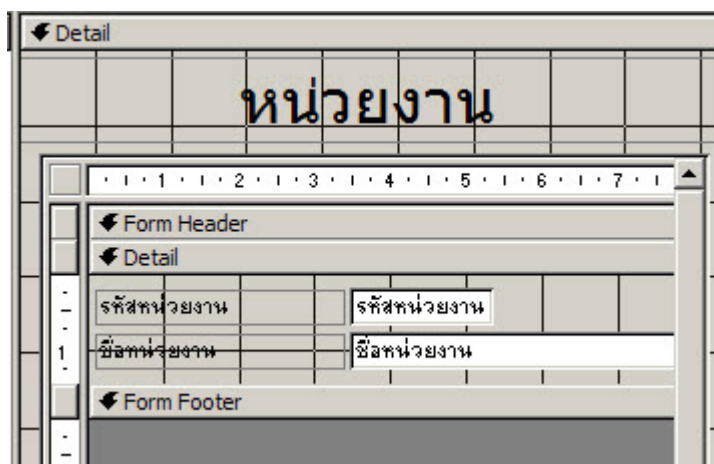 Detail
หน่วยงาน
1 2 3 4 5 6 7
Form Header
Detail
รหัสหน่วยงาน รหัสหน่วยงาน
1 ชื่อหน่วยงาน ชื่อหน่วยงาน
Form Footer